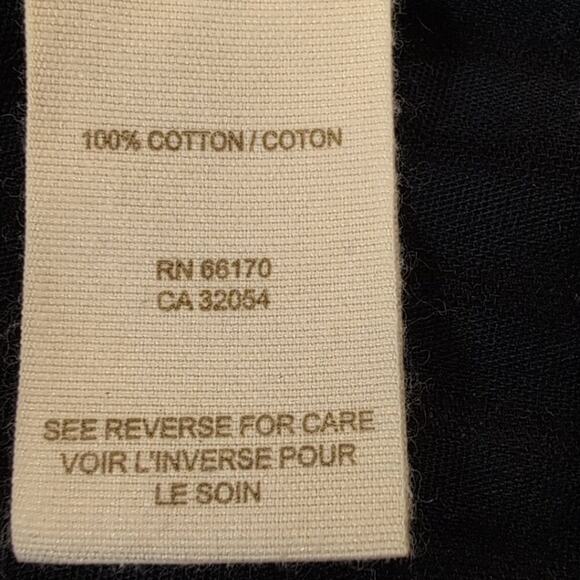 100% COTTON / COTON
RN 66170
CA 32054
SEE REVERSE FOR CARE
VOIR L'INVERSE POUR
LE SOIN